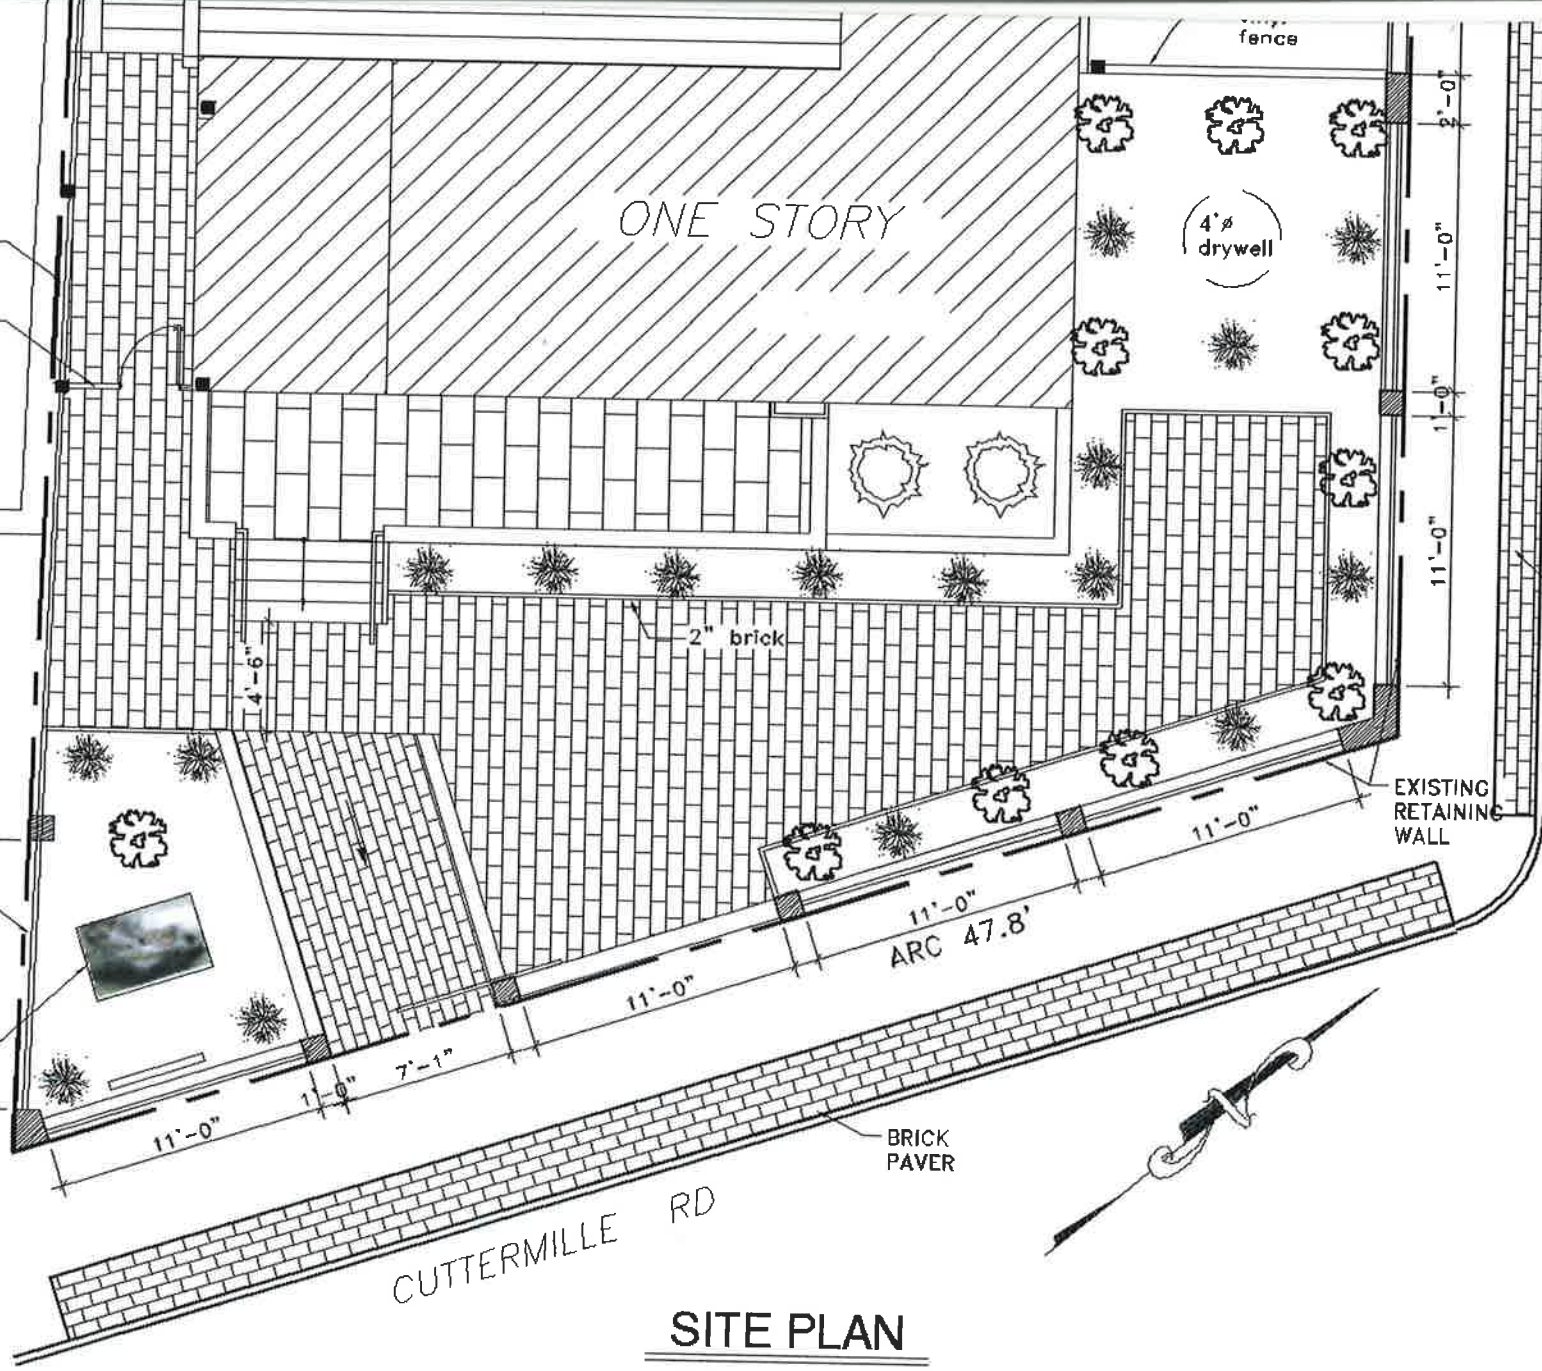 fence
2'-0"
ONE STORY
4'ø
drywell
11'-0"
1'-0"
11'-0"
2" brick
4'-6"
EXISTING
RETAINING
WALL
11'-0"
11'-0"
ARC 47.8'
11'-0"
7'-1"
1'-0"
11'-0"
BRICK
PAVER
CUTTERMILLE RD
N
SITE PLAN